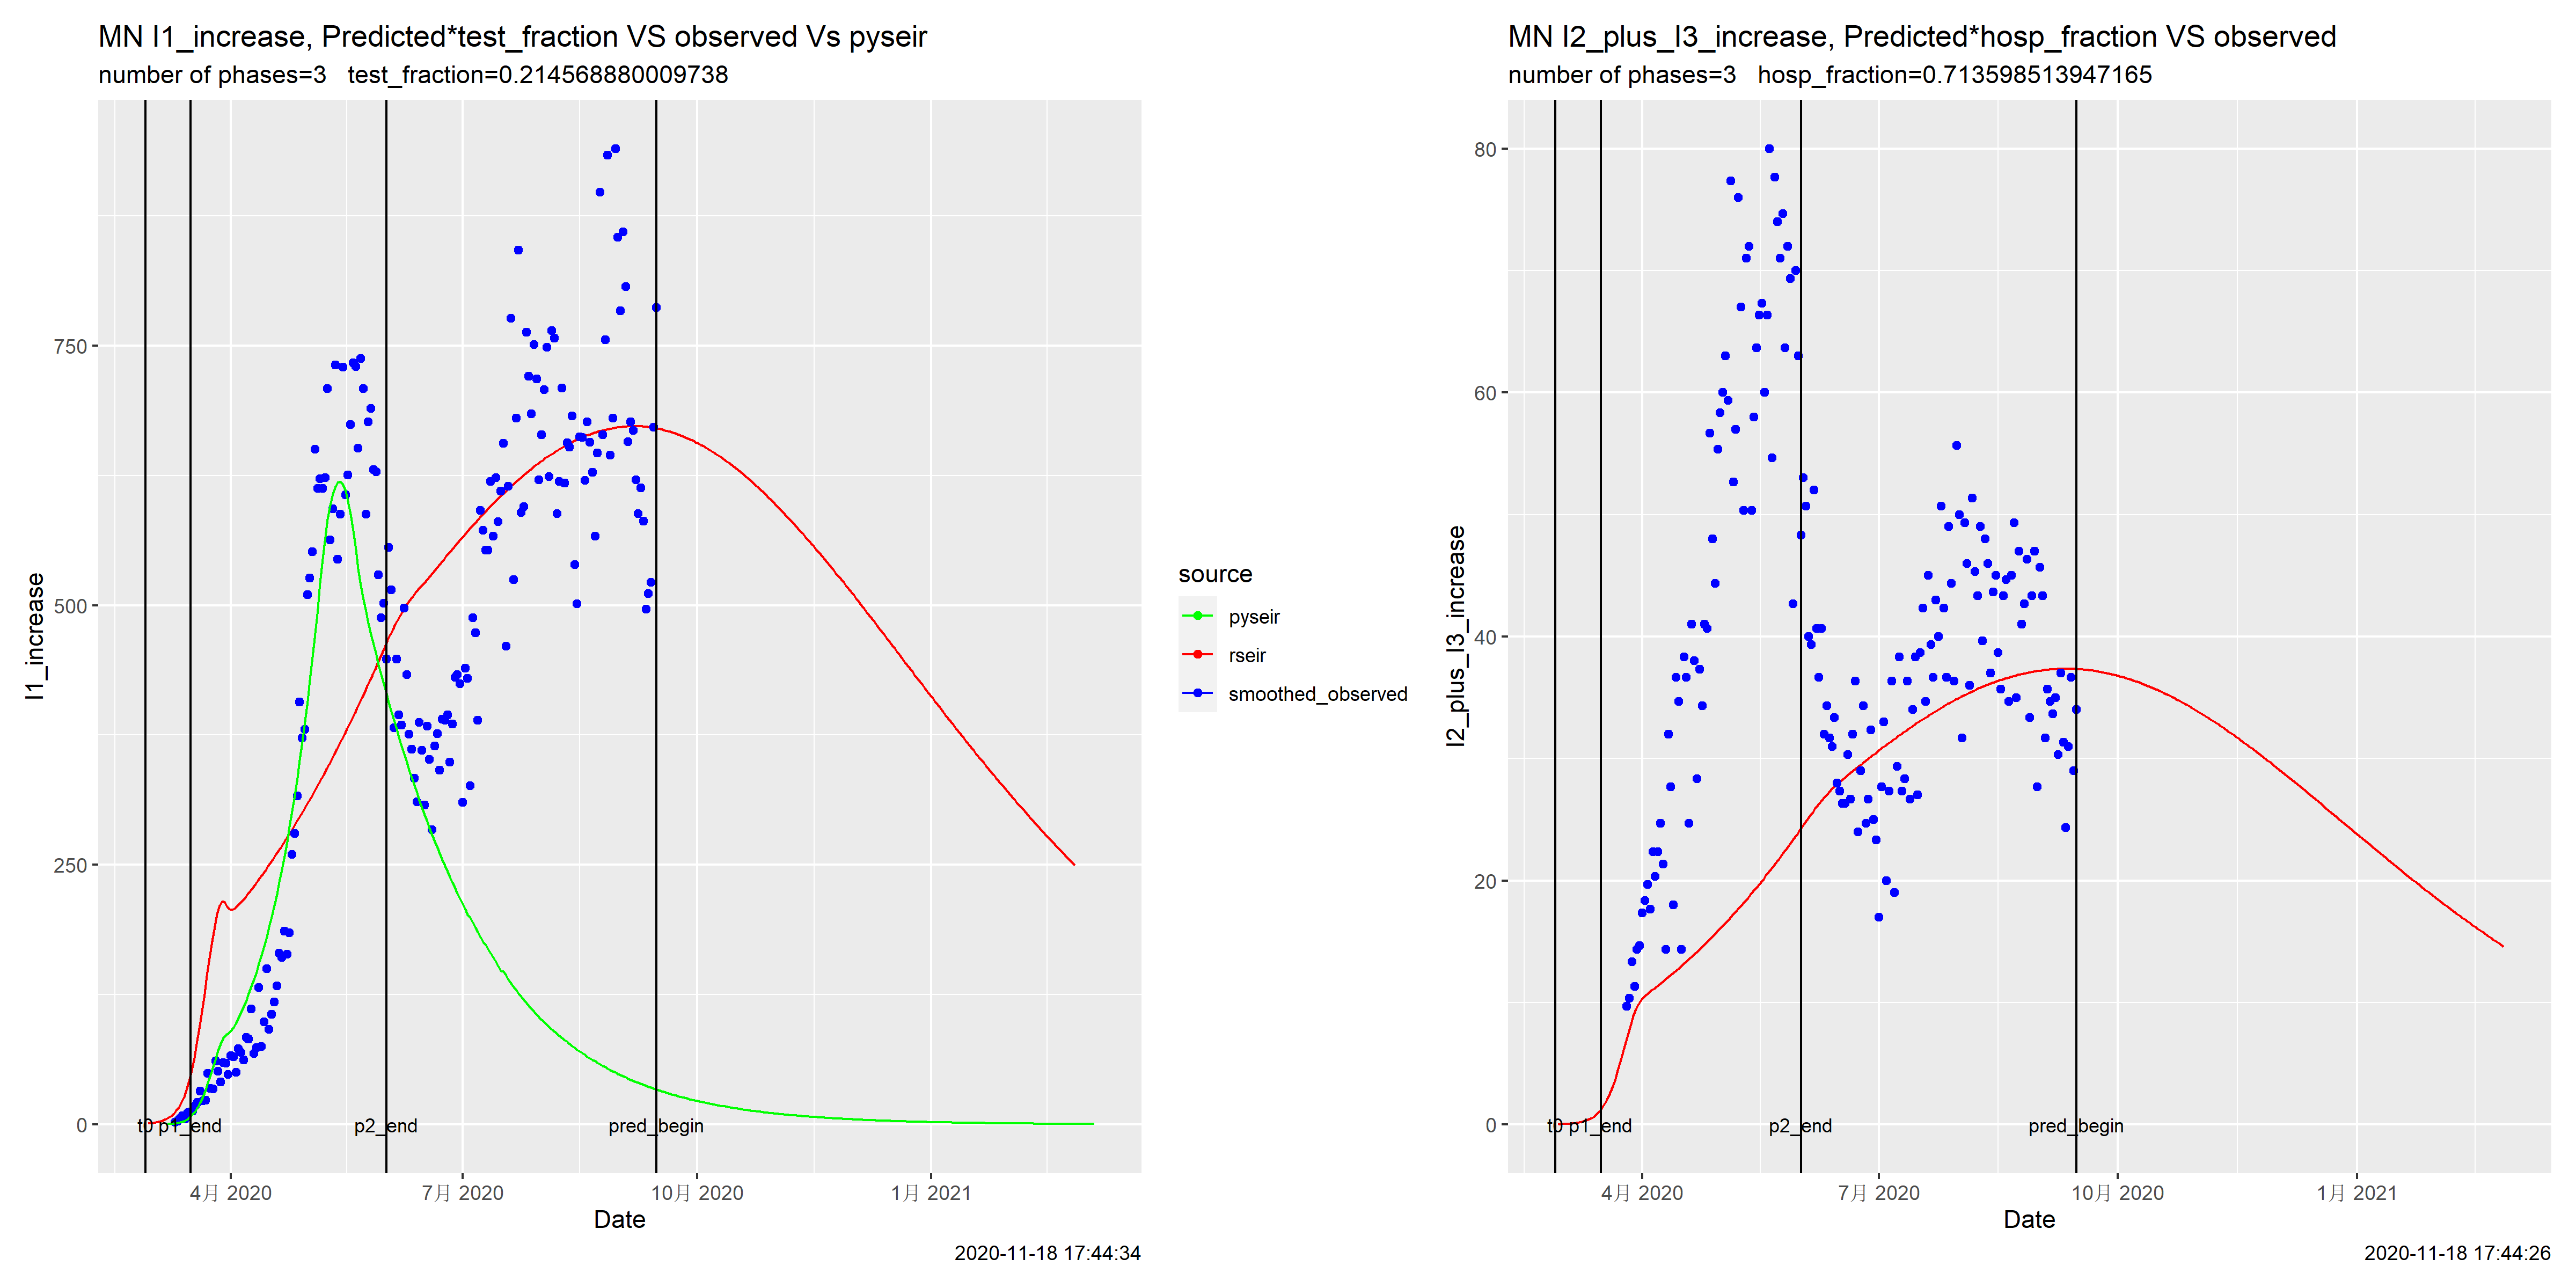 MN I1_increase, Predicted*test_fraction VS observed Vs pyseir
number of phases=3   test_fraction=0.214568880009738
I1_increase
750
500
250
0
t0 p1_end
p2_end
pred_begin
4月 2020
7月 2020
10月 2020
1月 2021
Date
2020-11-18 17:44:34
source
pyseir
rseir
smoothed_observed
MN I2_plus_I3_increase, Predicted*hosp_fraction VS observed
number of phases=3   hosp_fraction=0.713598513947165
I2_plus_I3_increase
80
60
40
20
0
t0 p1_end
p2_end
pred_begin
4月 2020
7月 2020
10月 2020
1月 2021
Date
2020-11-18 17:44:26